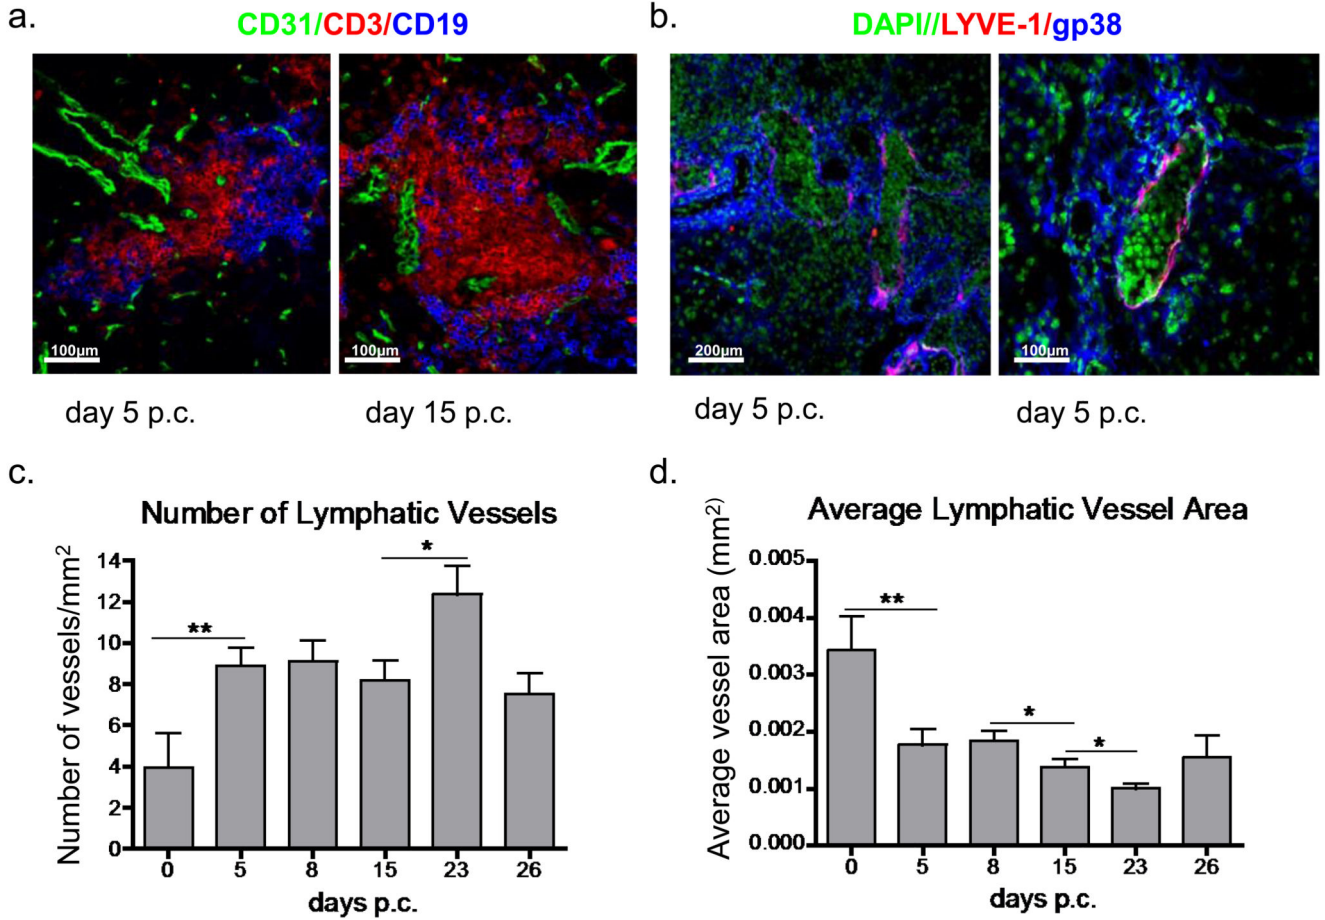 a.
CD31/CD3/CD19
100µm
100µm
day 5 p.c.
day 15 p.c.
b.
DAPI//LYVE-1/gp38
200µm
100µm
day 5 p.c.
day 5 p.c.
c.
Number of Lymphatic Vessels
Number of vessels/mm²
14
12
10
8
6
4
2
0
**
*
0 5 8 15 23 26
days p.c.
d.
Average Lymphatic Vessel Area
Average vessel area (mm²)
0.005
0.004
0.003
0.002
0.001
0.000
**
*
*
0 5 8 15 23 26
days p.c.